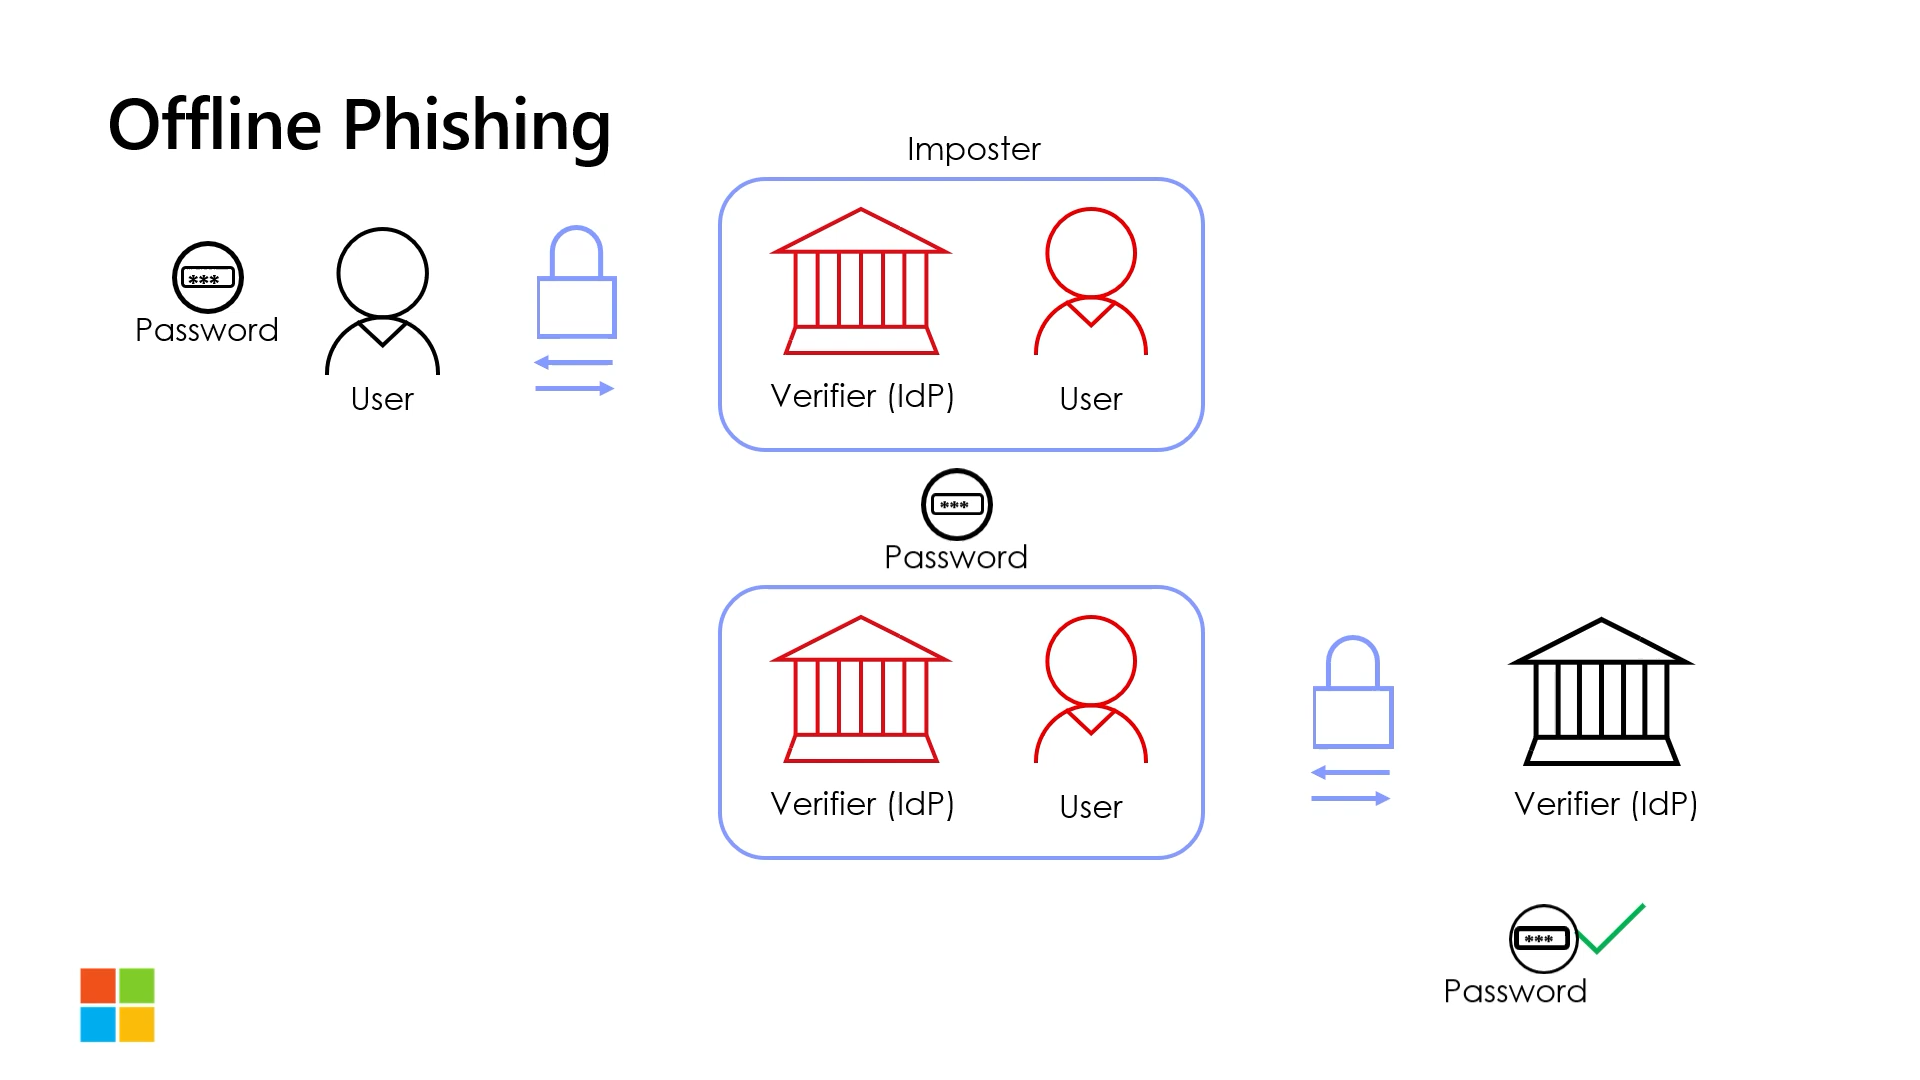 Offline Phishing
Imposter
***
Password
User
Verifier (IdP)
User
***
Password
Verifier (IdP)
User
Verifier (IdP)
***
Password